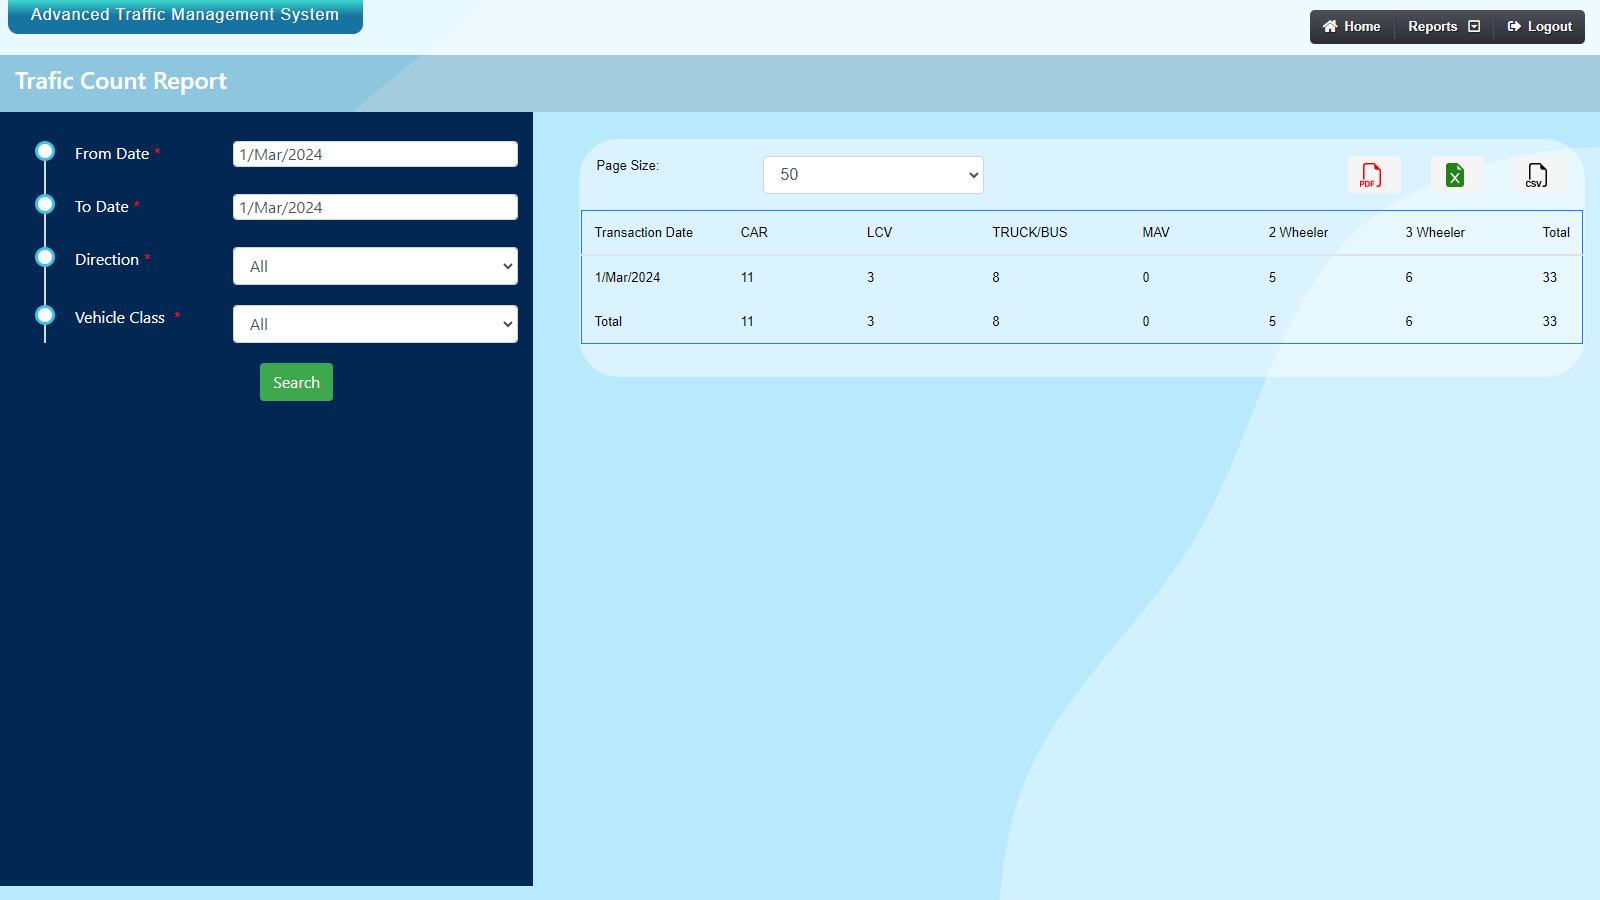 Advanced Traffic Management System
Home Reports Logout
Trafic Count Report
From Date * 1/Mar/2024
To Date * 1/Mar/2024
Direction * All
Vehicle Class * All
Search
Page Size: 50 PDF X CSV
Transaction Date CAR LCV TRUCK/BUS MAV 2 Wheeler 3 Wheeler Total
1/Mar/2024 11 3 8 0 5 6 33
Total 11 3 8 0 5 6 33